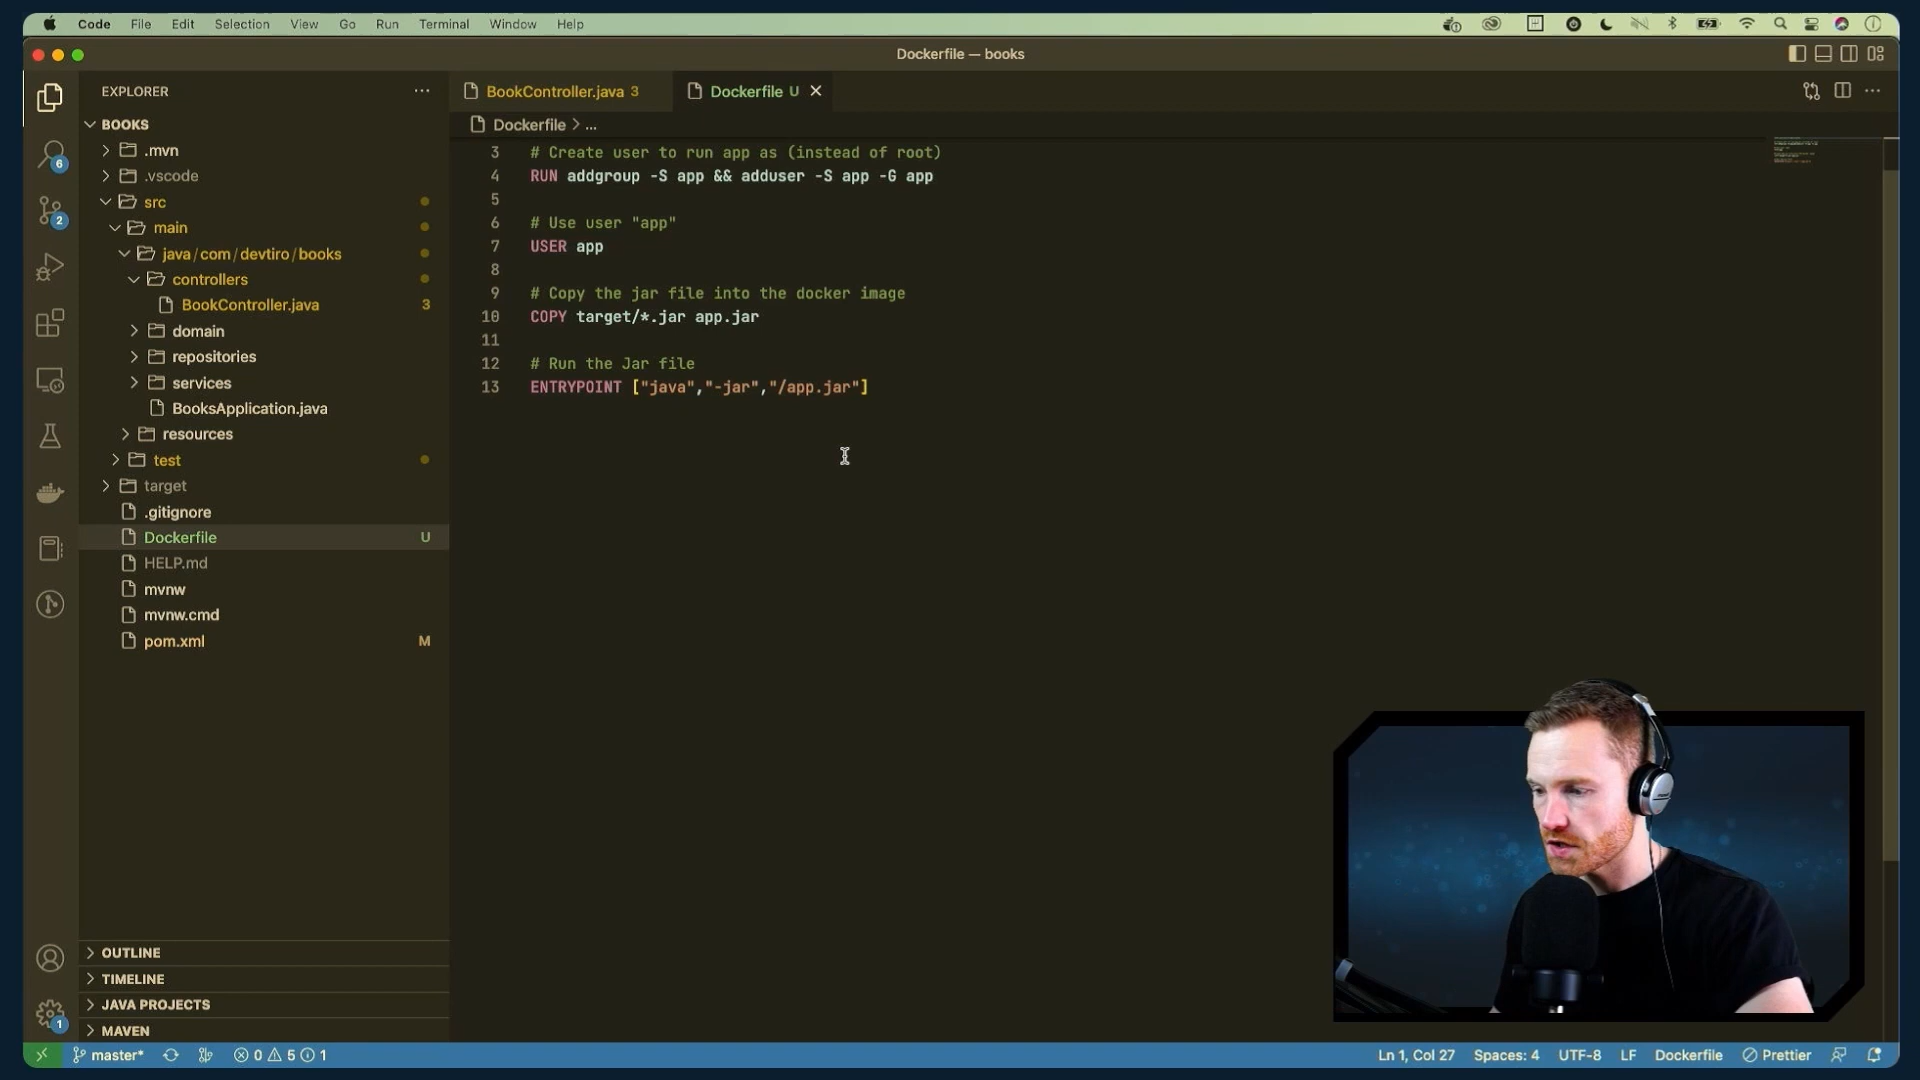 Code File Edit Selection View Go Run Terminal Window Help
Dockerfile — books
EXPLORER
BookController.java 3
Dockerfile U
Dockerfile > ...
BOOKS
.mvn
.vscode
src
main
java / com / devtiro / books
controllers
BookController.java 3
domain
repositories
services
BooksApplication.java
resources
test
target
.gitignore
Dockerfile U
HELP.md
mvnw
mvnw.cmd
pom.xml M
OUTLINE
TIMELINE
JAVA PROJECTS
MAVEN
6
2
1
3 # Create user to run app as (instead of root)
4 RUN addgroup -S app && adduser -S app -G app
5
6 # Use user "app"
7 USER app
8
9 # Copy the jar file into the docker image
10 COPY target/*.jar app.jar
11
12 # Run the Jar file
13 ENTRYPOINT ["java","-jar","/app.jar"]
master* 0 5 1
Ln 1, Col 27 Spaces: 4 UTF-8 LF Dockerfile Prettier